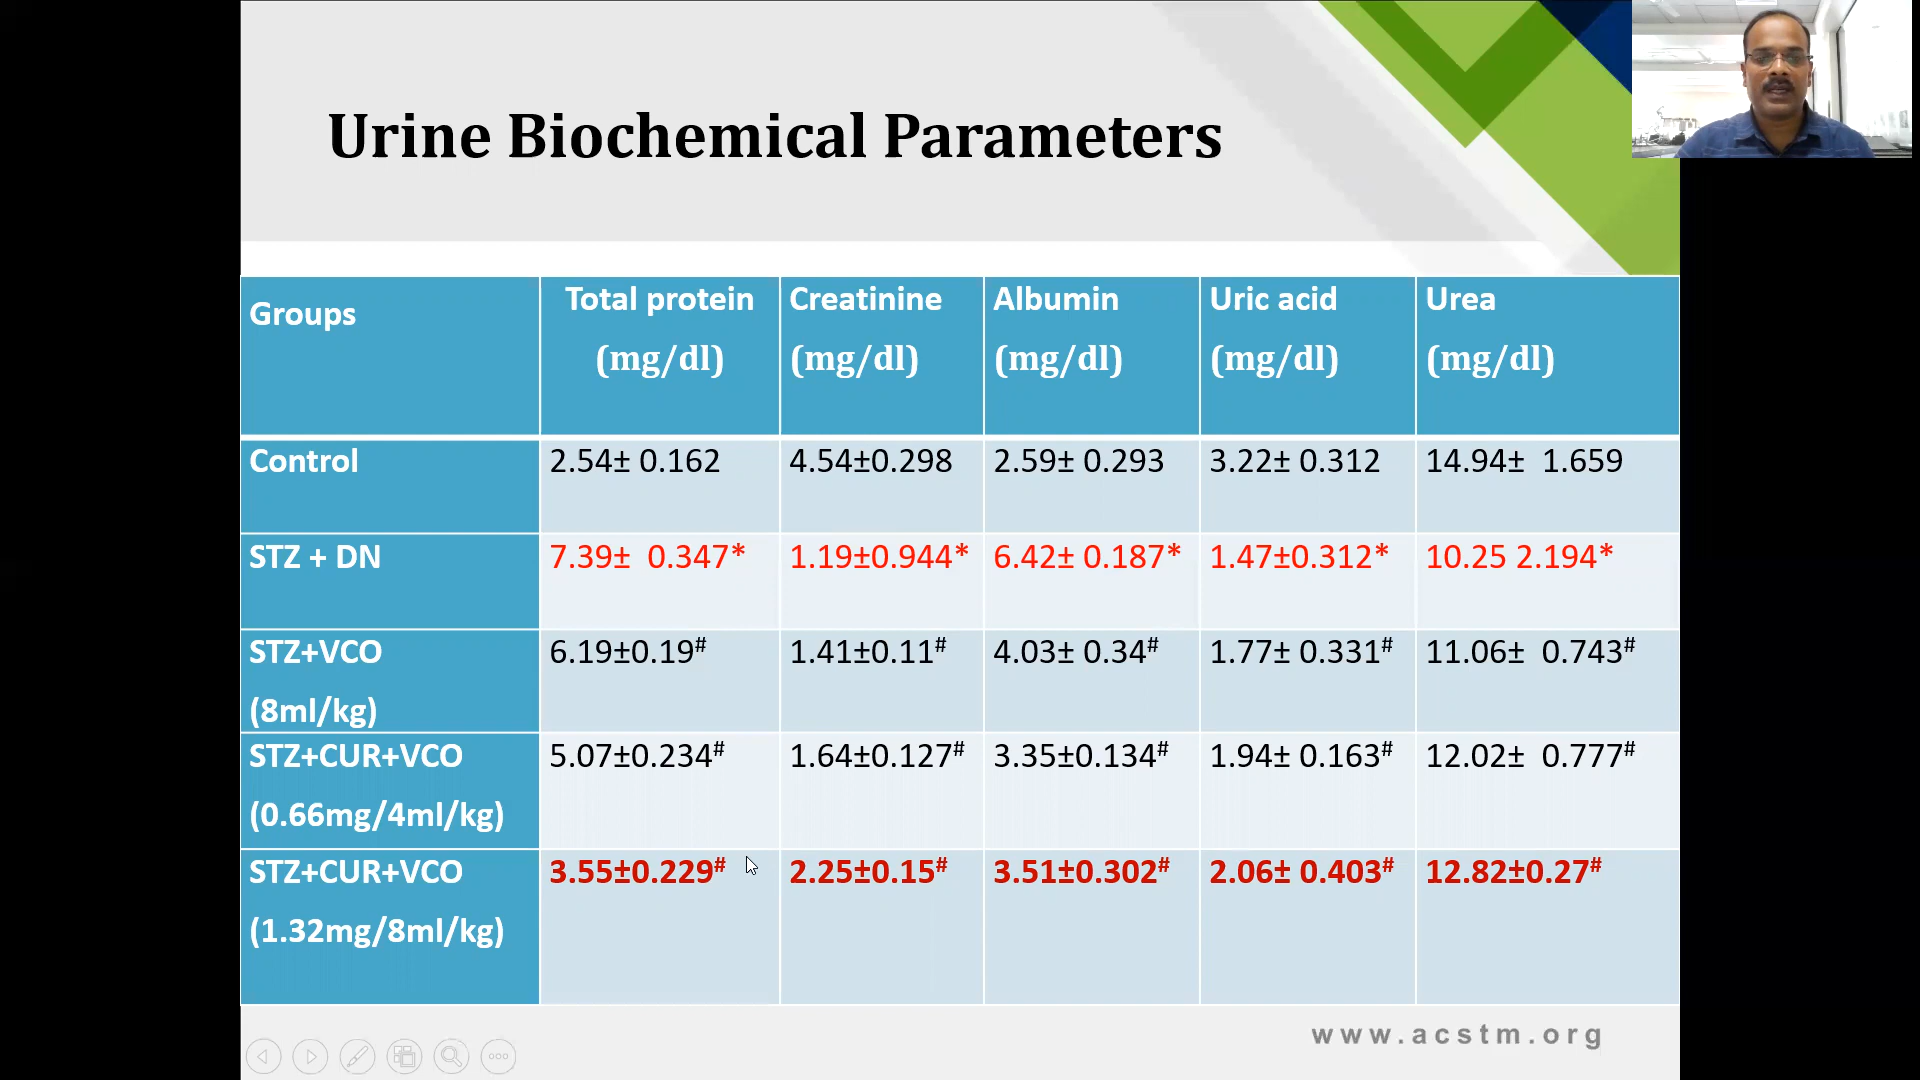 Urine Biochemical Parameters
Groups
Total protein
(mg/dl)
Creatinine
(mg/dl)
Albumin
(mg/dl)
Uric acid
(mg/dl)
Urea
(mg/dl)
Control
2.54± 0.162
4.54±0.298
2.59± 0.293
3.22± 0.312
14.94±  1.659
STZ + DN
7.39±  0.347*
1.19±0.944*
6.42± 0.187*
1.47±0.312*
10.25 2.194*
STZ+VCO
(8ml/kg)
6.19±0.19#
1.41±0.11#
4.03± 0.34#
1.77± 0.331#
11.06±  0.743#
STZ+CUR+VCO
(0.66mg/4ml/kg)
5.07±0.234#
1.64±0.127#
3.35±0.134#
1.94± 0.163#
12.02±  0.777#
STZ+CUR+VCO
(1.32mg/8ml/kg)
3.55±0.229#
2.25±0.15#
3.51±0.302#
2.06± 0.403#
12.82±0.27#
www.acstm.org